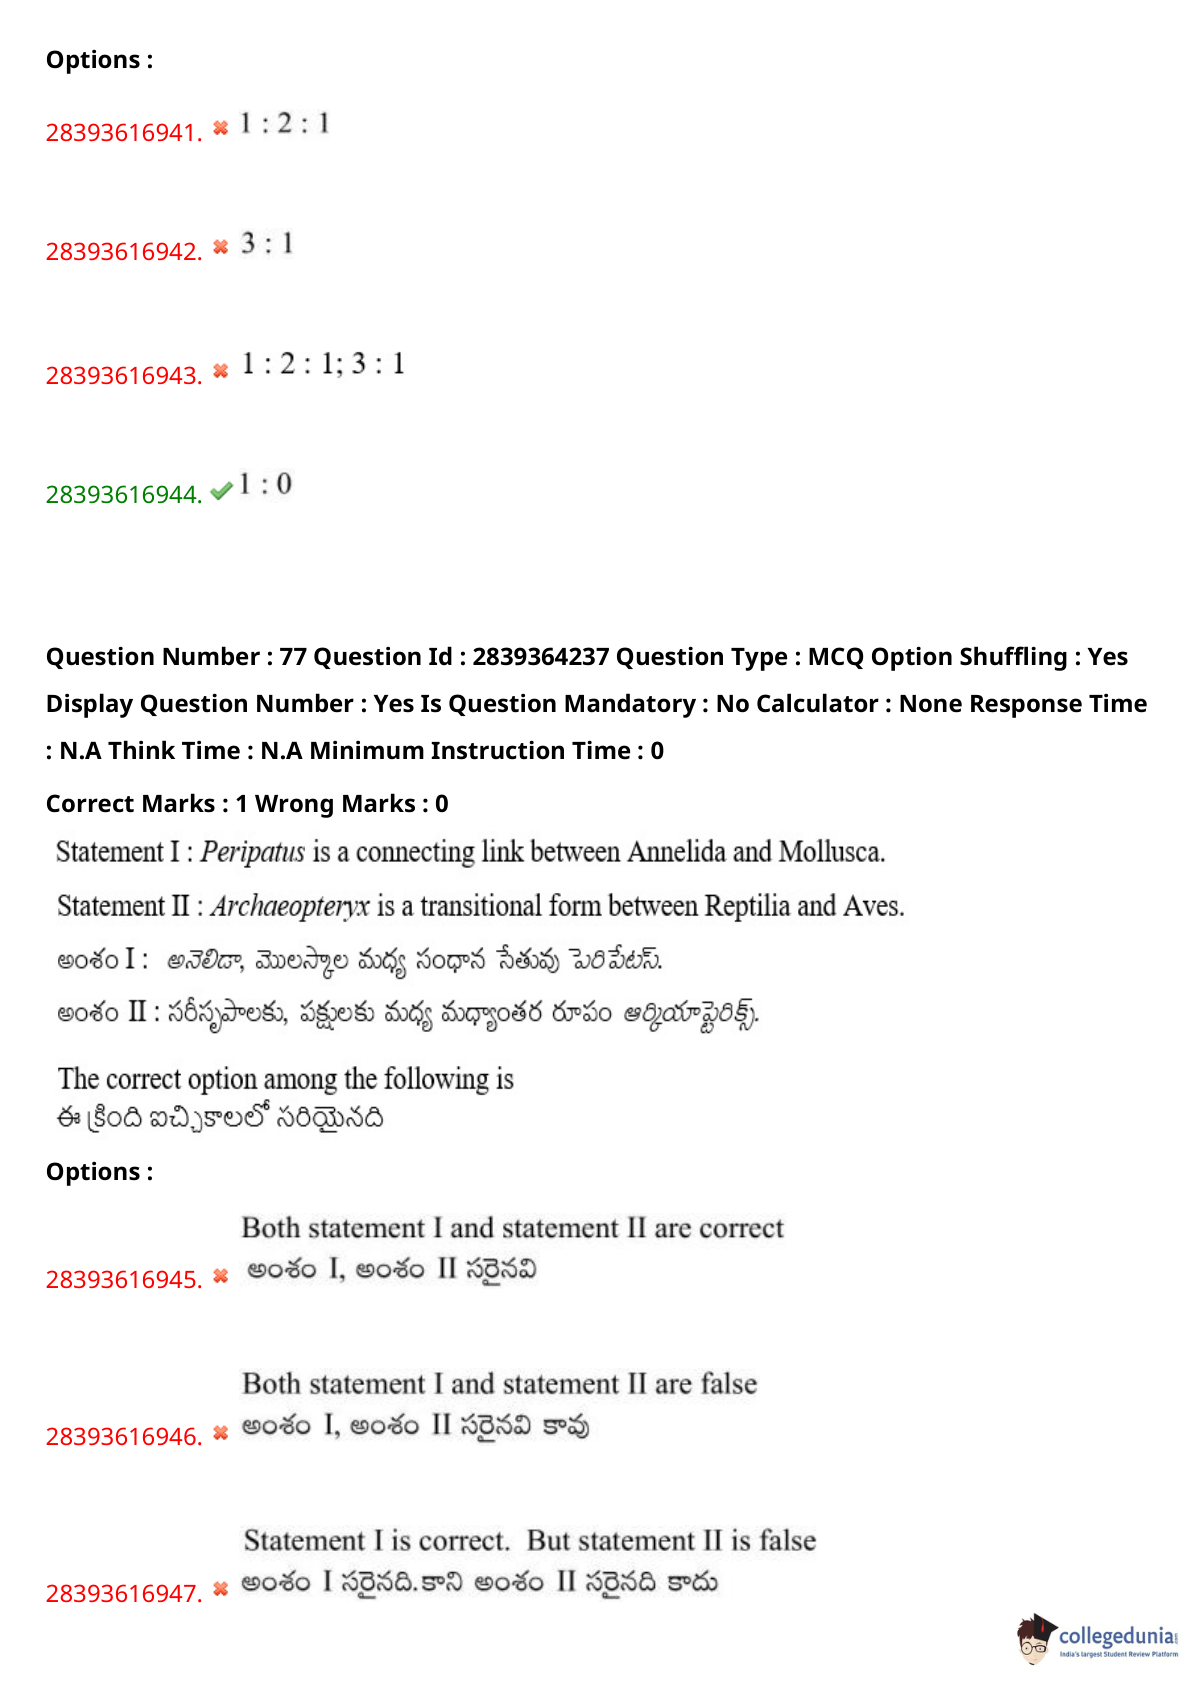 Options :
28393616941. 1 : 2 : 1
28393616942. 3 : 1
28393616943. 1 : 2 : 1; 3 : 1
28393616944. 1 : 0
Question Number : 77 Question Id : 2839364237 Question Type : MCQ Option Shuffling : Yes
Display Question Number : Yes Is Question Mandatory : No Calculator : None Response Time
: N.A Think Time : N.A Minimum Instruction Time : 0
Correct Marks : 1 Wrong Marks : 0
Statement I : Peripatus is a connecting link between Annelida and Mollusca.
Statement II : Archaeopteryx is a transitional form between Reptilia and Aves.
అంశం I : అనెలిడా, మొలస్కాల మధ్య సంధాన సేతువు పెరిపేటస్.
అంశం II : సరీసృపాలకు, పక్షులకు మధ్య మధ్యాంతర రూపం ఆర్కియాప్టెరిక్స్.
The correct option among the following is
ఈ క్రింది ఐచ్చికాలలో సరియైనది
Options :
Both statement I and statement II are correct
28393616945. అంశం I, అంశం II సరైనవి
Both statement I and statement II are false
28393616946. అంశం I, అంశం II సరైనవి కావు
Statement I is correct. But statement II is false
28393616947. అంశం I సరైనది.కాని అంశం II సరైనది కాదు
collegedunia
India's largest Student Review Platform